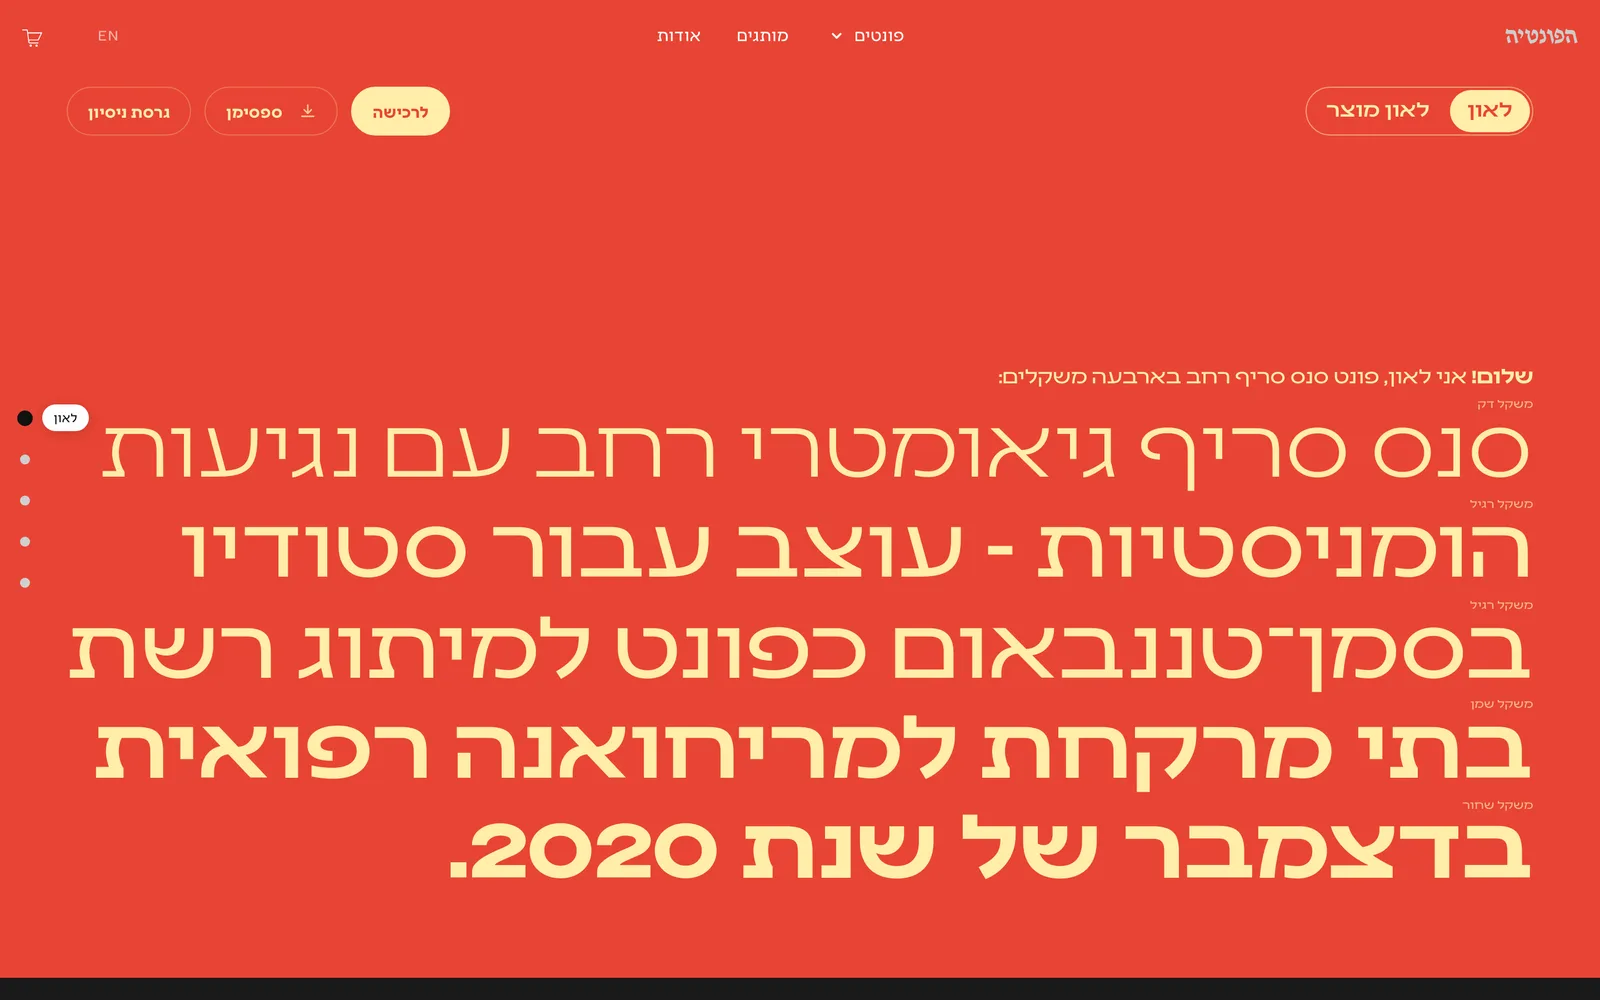 הפונטיה
פונטים
מותגים
אודות
EN
לאון
לאון מוצר
לרכישה
ספסימן
גרסת ניסיון
שלום! אני לאון, פונט סנס סריף רחב בארבעה משקלים:
משקל דק
סנס סריף גיאומטרי רחב עם נגיעות
לאון
משקל רגיל
הומניסטיות - עוצב עבור סטודיו
משקל רגיל
בסמן־טננבאום כפונט למיתוג רשת
משקל שמן
בתי מרקחת למריחואנה רפואית
משקל שחור
בדצמבר של שנת 2020.